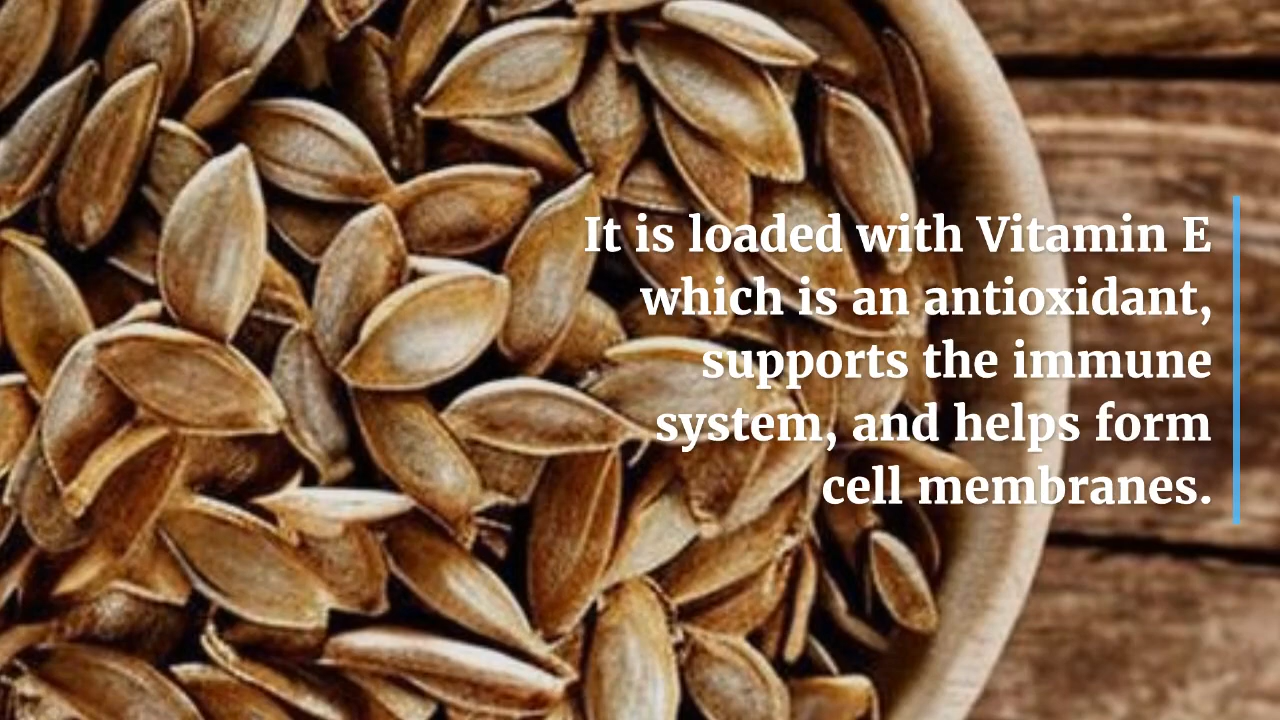 It is loaded with Vitamin E
which is an antioxidant,
supports the immune
system, and helps form
cell membranes.